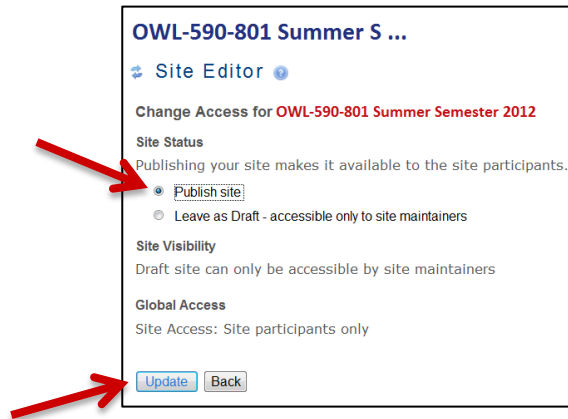 OWL-590-801 Summer S ...
Site Editor ?
Change Access for OWL-590-801 Summer Semester 2012
Site Status
Publishing your site makes it available to the site participants.
Publish site
Leave as Draft - accessible only to site maintainers
Site Visibility
Draft site can only be accessible by site maintainers
Global Access
Site Access: Site participants only
Update Back